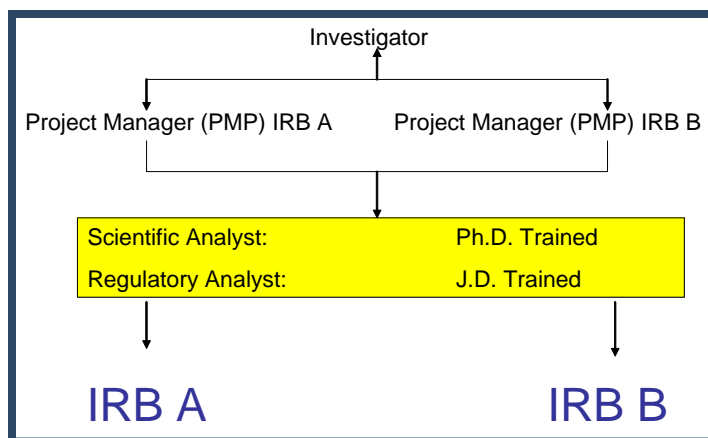 Investigator
Project Manager (PMP) IRB A
Project Manager (PMP) IRB B
Scientific Analyst: Ph.D. Trained
Regulatory Analyst: J.D. Trained
IRB A
IRB B